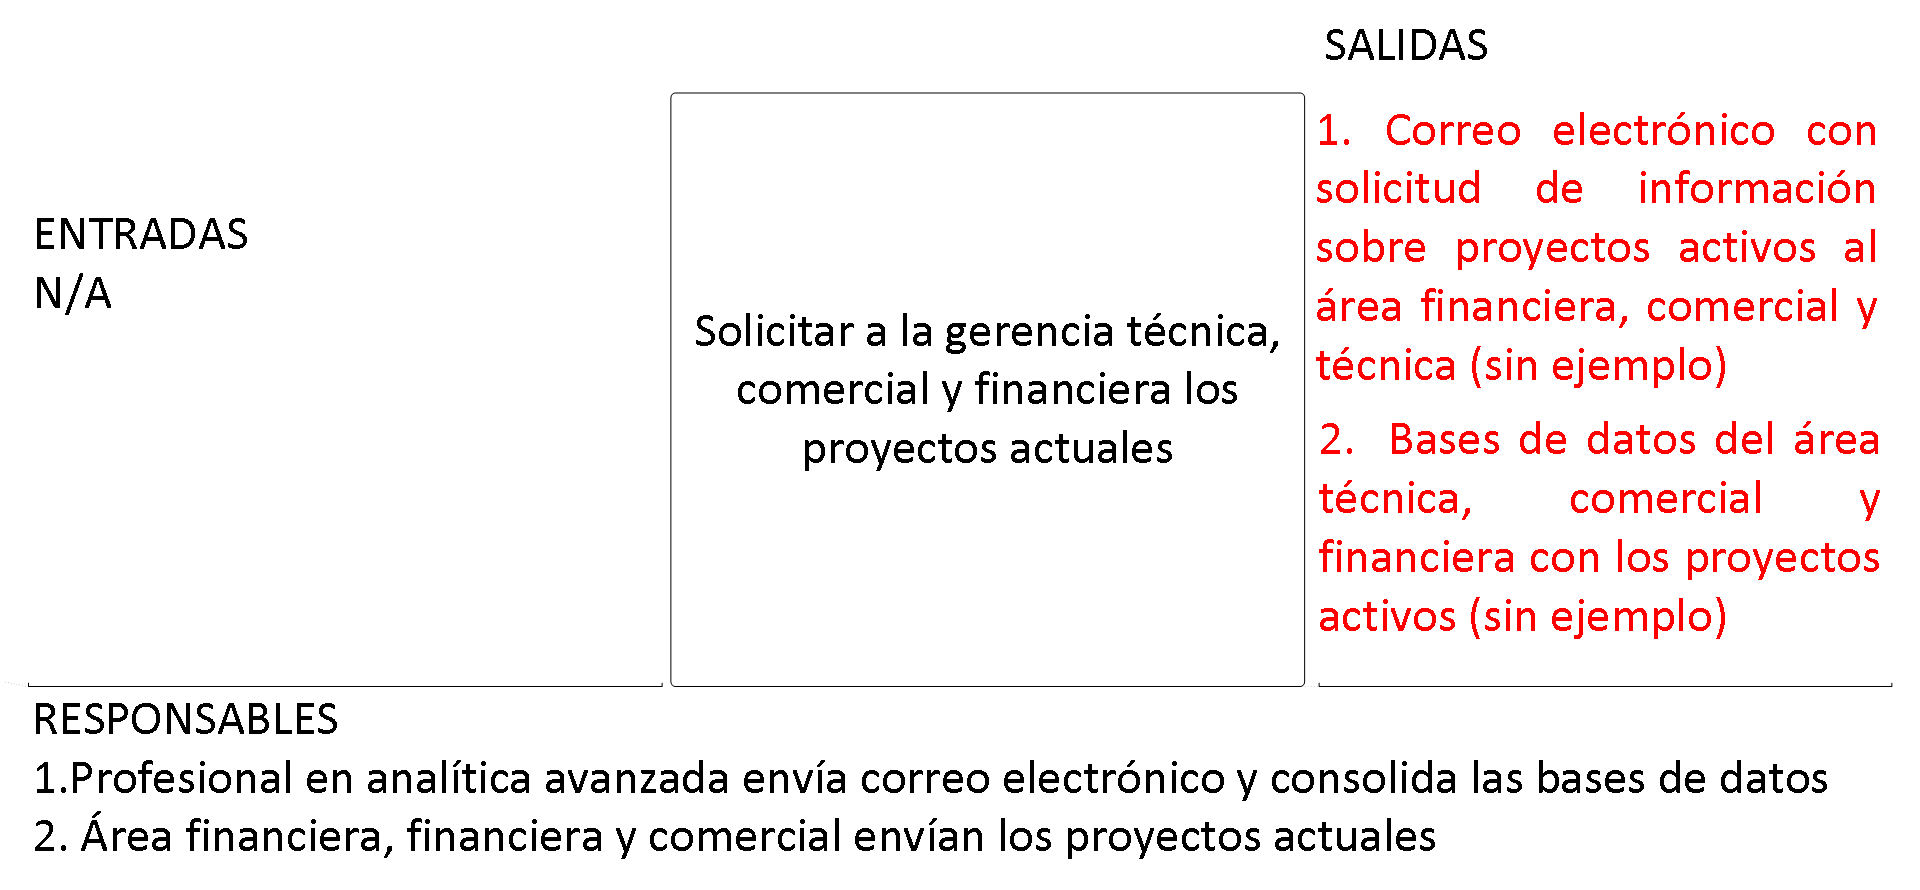 ENTRADAS
N/A
Solicitar a la gerencia técnica,
comercial y financiera los
proyectos actuales
SALIDAS
1. Correo electrónico con
solicitud de información
sobre proyectos activos al
área financiera, comercial y
técnica (sin ejemplo)
2. Bases de datos del área
técnica, comercial y
financiera con los proyectos
activos (sin ejemplo)
RESPONSABLES
1.Profesional en analítica avanzada envía correo electrónico y consolida las bases de datos
2. Área financiera, financiera y comercial envían los proyectos actuales